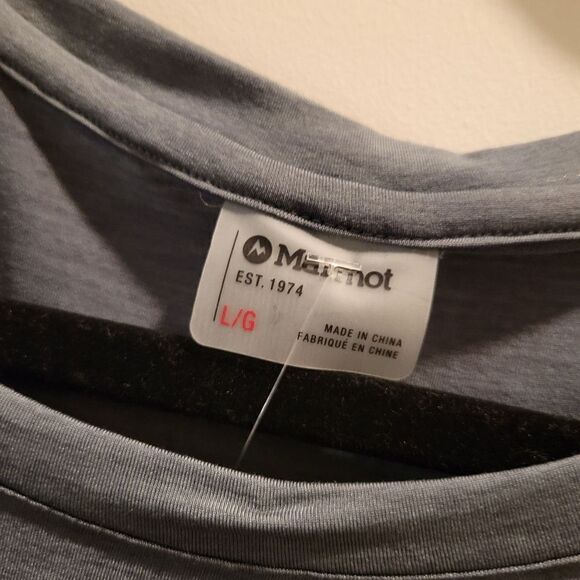 Marmot
EST. 1974
L/G
MADE IN CHINA
FABRIQUÉ EN CHINE